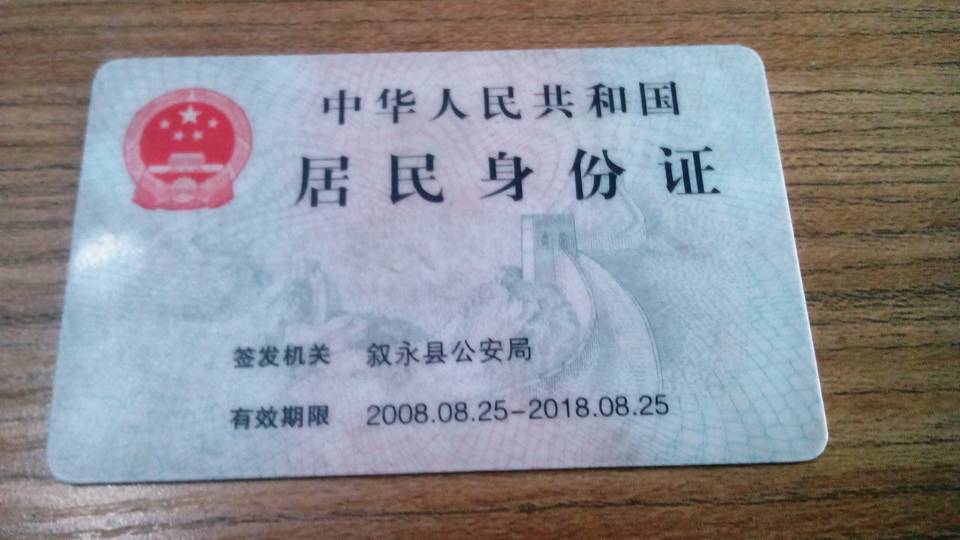 中华人民共和国
居民身份证
签发机关 叙永县公安局
有效期限 2008.08.25-2018.08.25